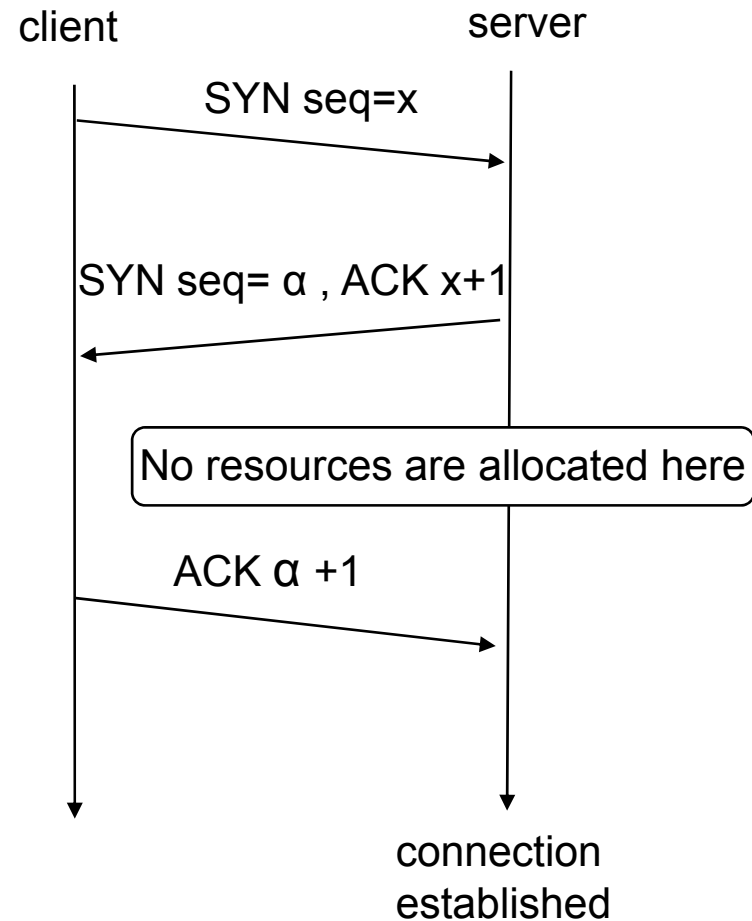 client
server
SYN seq=x
SYN seq= α , ACK x+1
No resources are allocated here
ACK α +1
connection
established